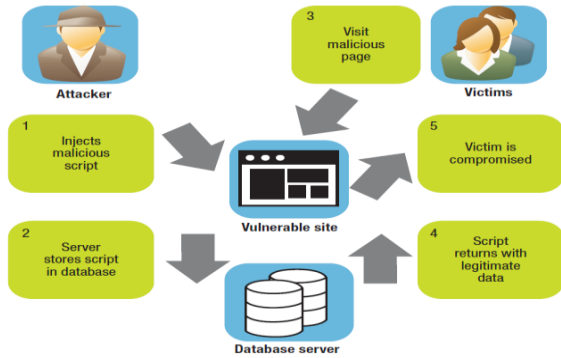 Attacker
3
Visit
malicious
page
Victims
1
Injects
malicious
script
5
Victim is
compromised
Vulnerable site
2
Server
stores script
in database
4
Script
returns with
legitimate
data
Database server